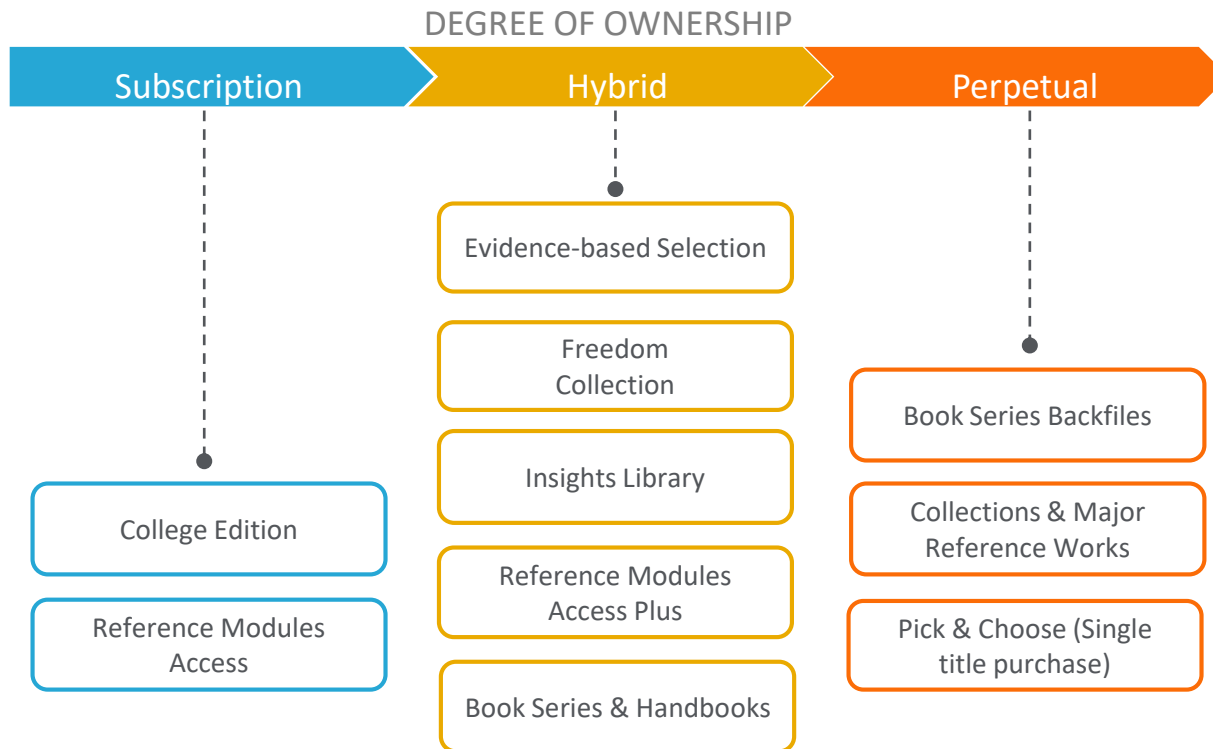 DEGREE OF OWNERSHIP
Subscription
Hybrid
Perpetual
College Edition
Reference Modules
Access
Evidence-based Selection
Freedom
Collection
Insights Library
Reference Modules
Access Plus
Book Series & Handbooks
Book Series Backfiles
Collections & Major
Reference Works
Pick & Choose (Single
title purchase)